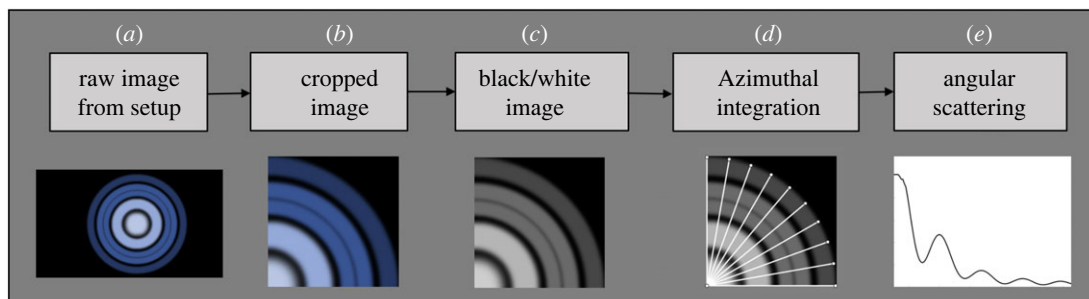 (a)
(b)
(c)
(d)
(e)
raw image
from setup
cropped
image
black/white
image
Azimuthal
integration
angular
scattering